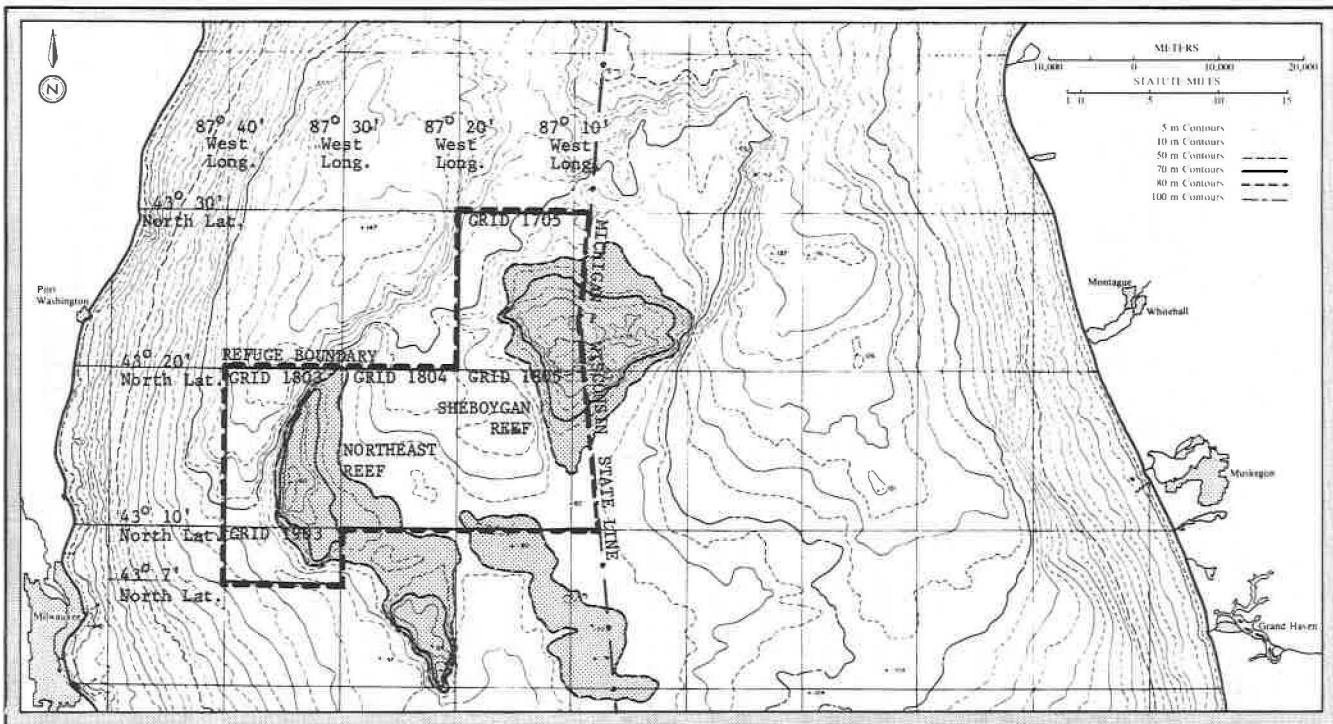 METERS
10,000 0 10,000 20,000
STATUTE MILES
5 10 15
5 m Contours
10 m Contours
50 m Contours
70 m Contours
80 m Contours
100 m Contours
N
87° 40' 87° 30' 87° 20' 87° 10'
West West West West
Long. Long. Long. Long.
43° 30'
North Lat.
GRID 1705
MICHIGAN
WISCONSIN
STATE LINE
Port
Washington
Montague
Whitehall
REFUGE BOUNDARY
43° 20'
North Lat.
GRID 1803 GRID 1804 GRID 1805
SHEBOYGAN
REEF
NORTHEAST
REEF
Muskegon
43° 10'
North Lat.
GRID 1903
43° 7'
North Lat.
Milwaukee
Grand Haven